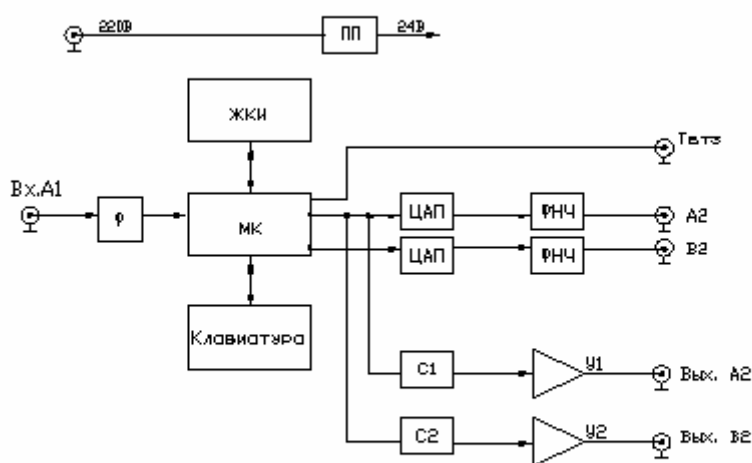 220В ПП 24В
ЖКИ
Вх.А1
Ф
МК
Тетз
ЦАП ФНЧ А2
ЦАП ФНЧ В2
Клавиатура
С1 У1 Вых. А2
С2 У2 Вых. В2